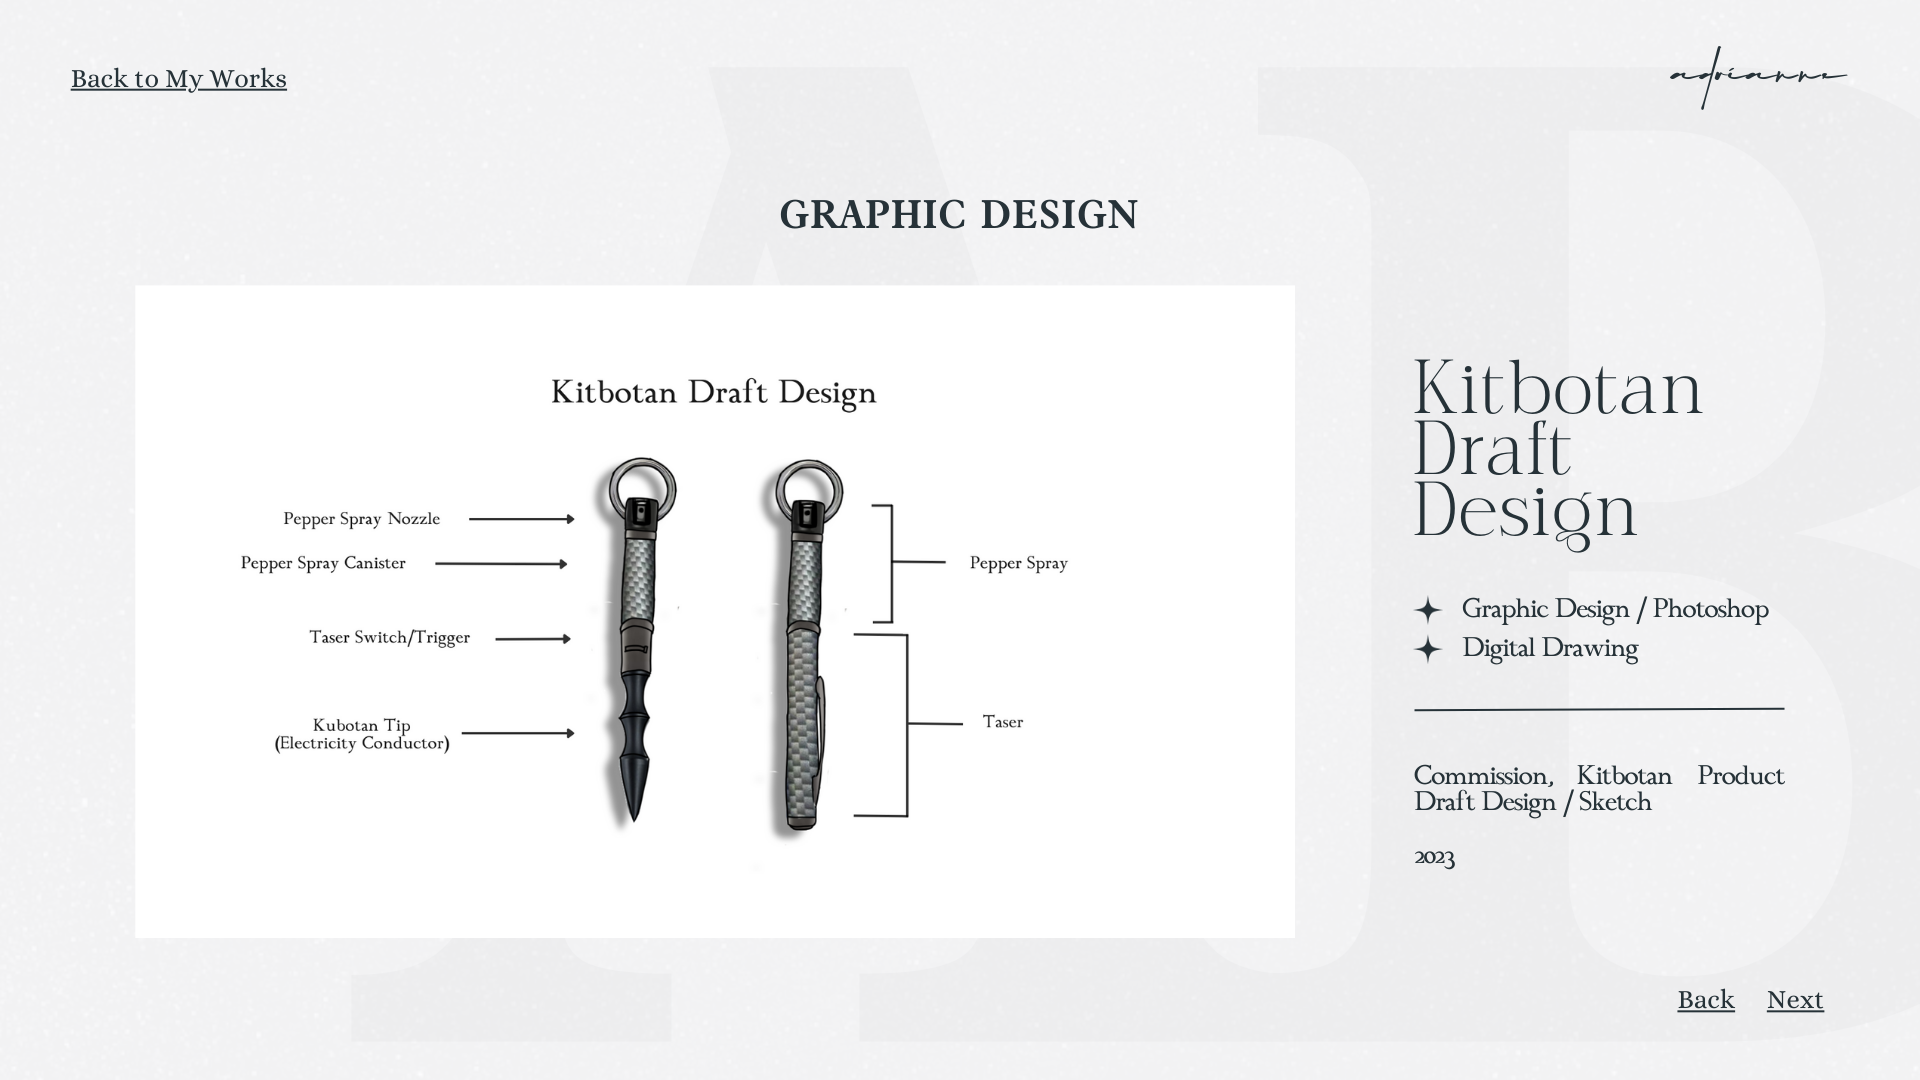 Back to My Works
adrianne
GRAPHIC DESIGN
Kitbotan Draft Design
Pepper Spray Nozzle
Pepper Spray Canister
Taser Switch/Trigger
Kubotan Tip
(Electricity Conductor)
Pepper Spray
Taser
Kitbotan
Draft
Design
Graphic Design / Photoshop
Digital Drawing
Commission, Kitbotan Product
Draft Design / Sketch
2023
Back Next
AB